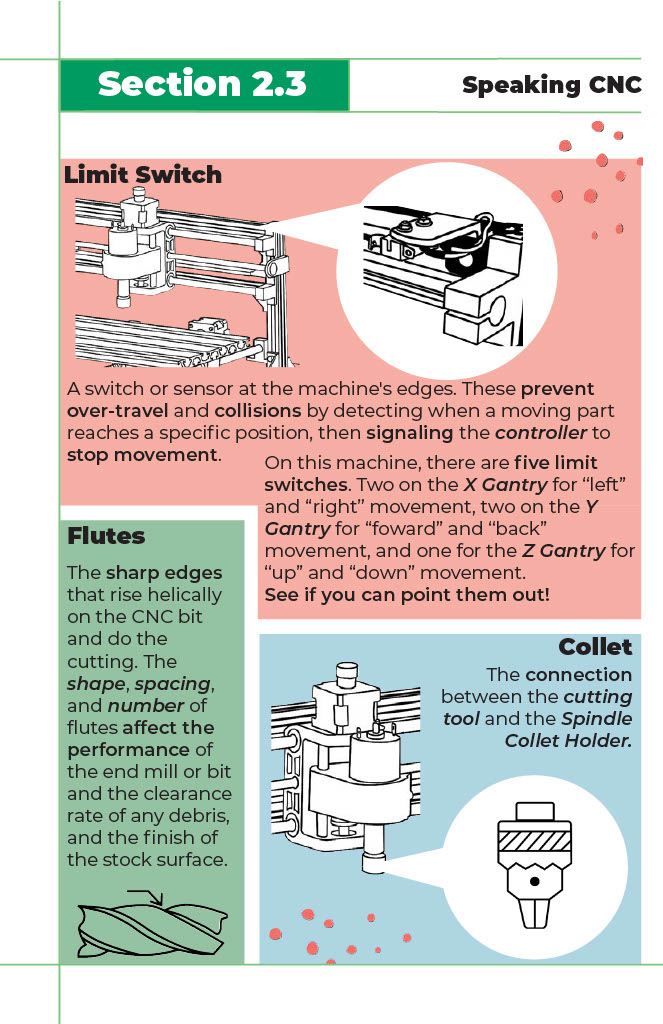 Section 2.3
Speaking CNC
Limit Switch
A switch or sensor at the machine's edges. These prevent
over-travel and collisions by detecting when a moving part
reaches a specific position, then signaling the controller to
stop movement.
On this machine, there are five limit
switches. Two on the X Gantry for “left”
and “right” movement, two on the Y
Gantry for “foward” and “back”
movement, and one for the Z Gantry for
“up” and “down” movement.
See if you can point them out!
Flutes
The sharp edges
that rise helically
on the CNC bit
and do the
cutting. The
shape, spacing,
and number of
flutes affect the
performance of
the end mill or bit
and the clearance
rate of any debris,
and the finish of
the stock surface.
Collet
The connection
between the cutting
tool and the Spindle
Collet Holder.